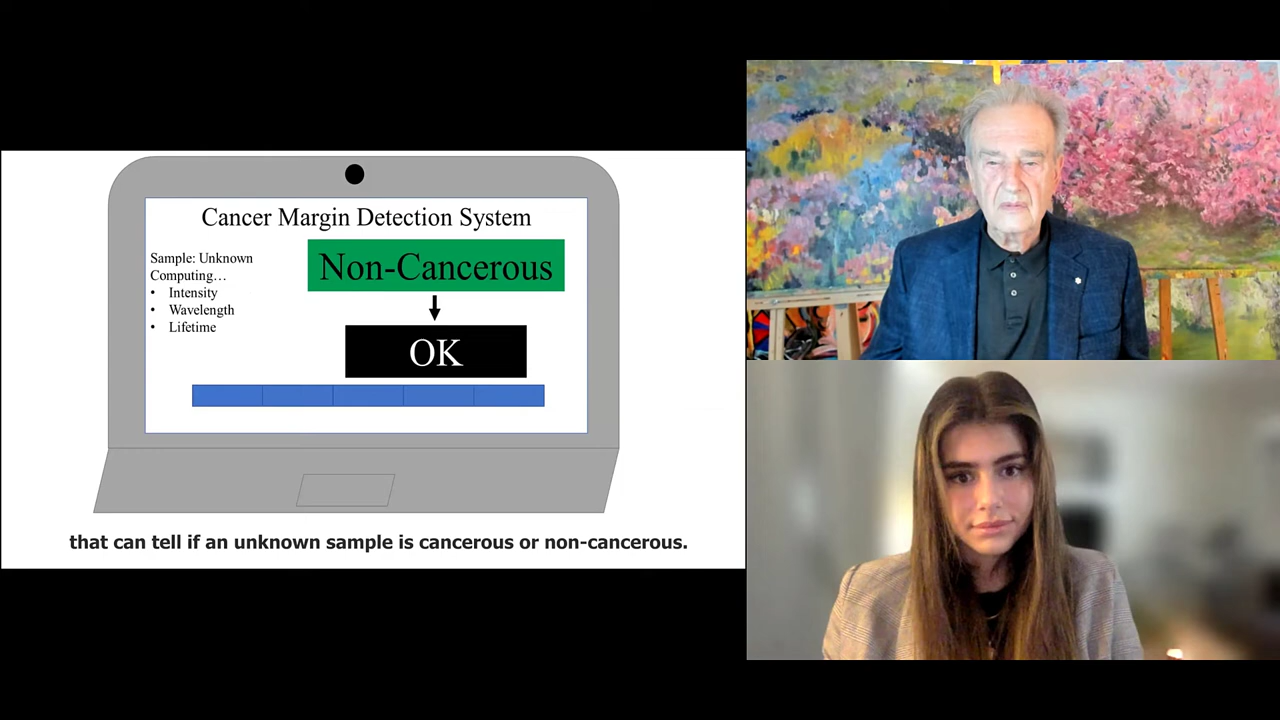 Cancer Margin Detection System
Sample: Unknown
Computing…
• Intensity
• Wavelength
• Lifetime
Non-Cancerous
OK
that can tell if an unknown sample is cancerous or non-cancerous.